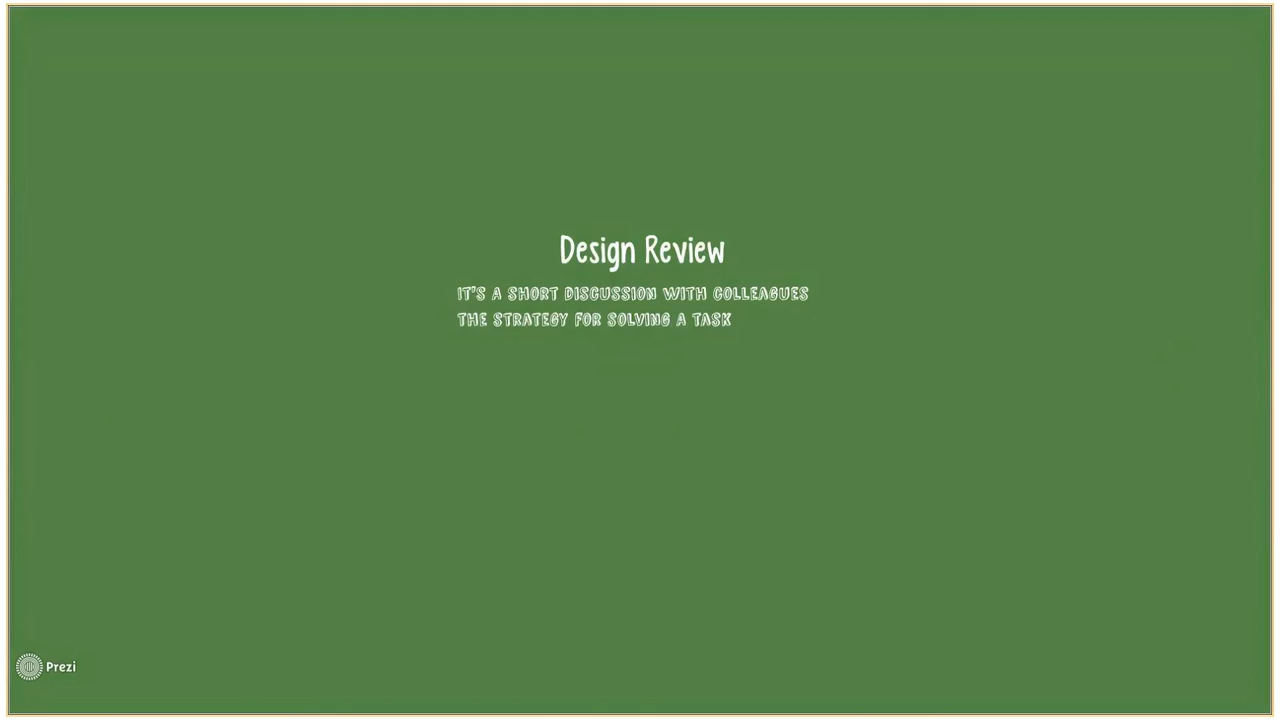 Design Review
IT'S A SHORT DISCUSSION WITH COLLEAGUES
THE STRATEGY FOR SOLVING A TASK
Prezi